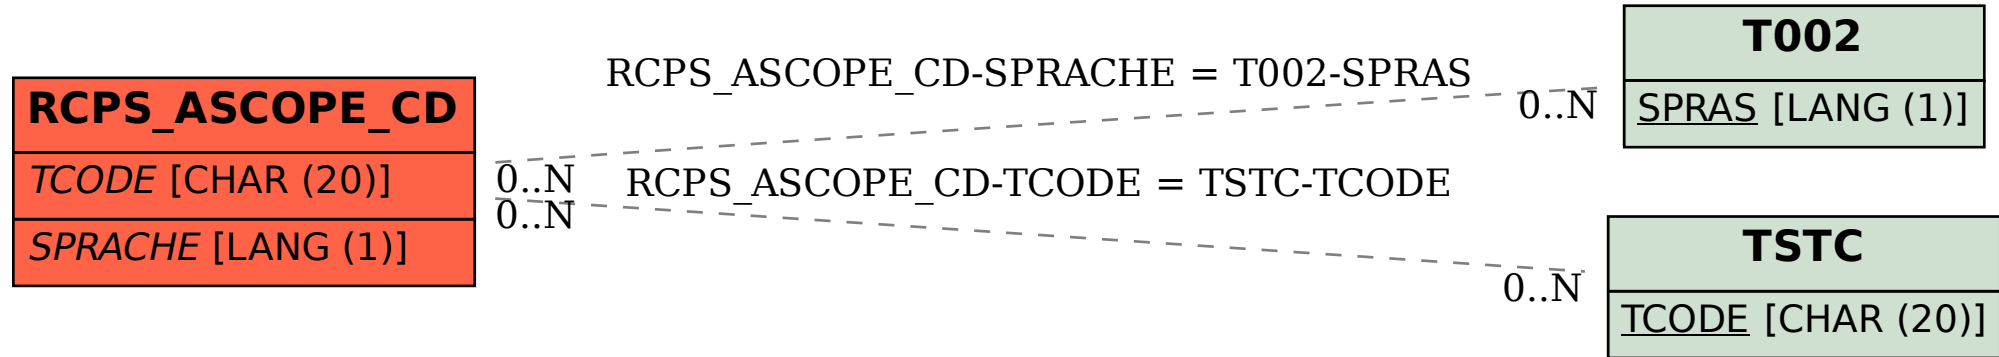 RCPS_ASCOPE_CD
TCODE [CHAR (20)]
SPRACHE [LANG (1)]
RCPS_ASCOPE_CD-SPRACHE = T002-SPRAS
0..N
0..N
RCPS_ASCOPE_CD-TCODE = TSTC-TCODE
0..N
0..N
T002
SPRAS [LANG (1)]
TSTC
TCODE [CHAR (20)]